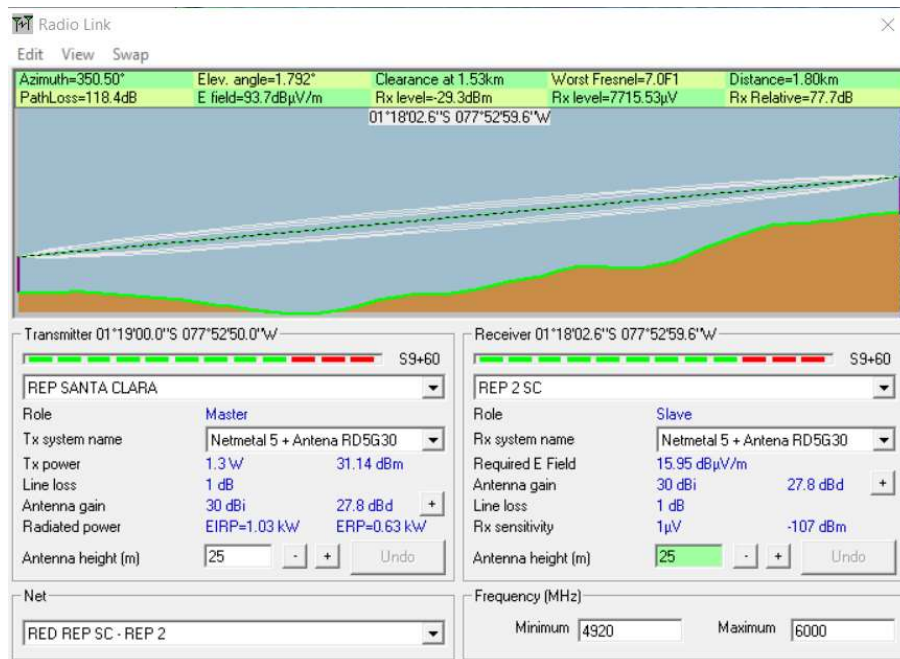 Radio Link
Edit View Swap
Azimuth=350.50° Elev. angle=1.792° Clearance at 1.53km Worst Fresnel=7.0F1 Distance=1.80km
PathLoss=118.4dB E field=93.7dBµV/m Rx level=-29.3dBm Rx level=7715.53µV Rx Relative=77.7dB
01°18'02.6"S 077°52'59.6"W
Transmitter 01°19'00.0"S 077°52'50.0"W
S9+60
REP SANTA CLARA
Role Master
Tx system name Netmetal 5 + Antena RD5G30
Tx power 1.3 W 31.14 dBm
Line loss 1 dB
Antenna gain 30 dBi 27.8 dBd +
Radiated power EIRP=1.03 kW ERP=0.63 kW
Antenna height (m) 25 - + Undo
Receiver 01°18'02.6"S 077°52'59.6"W
S9+60
REP 2 SC
Role Slave
Rx system name Netmetal 5 + Antena RD5G30
Required E Field 15.95 dBµV/m
Antenna gain 30 dBi 27.8 dBd +
Line loss 1 dB
Rx sensitivity 1µV -107 dBm
Antenna height (m) 25 - + Undo
Net
RED REP SC - REP 2
Frequency (MHz)
Minimum 4920 Maximum 6000